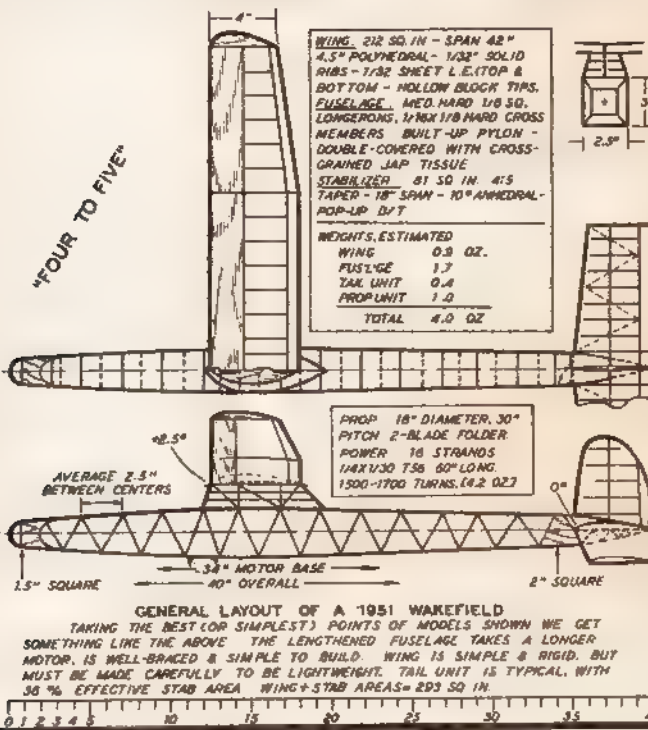 4"
WING. 212 SQ. IN - SPAN 42"
4.5" POLYHEDRAL - 1/32" SOLID
RIBS - 1/32 SHEET L.E.(TOP &
BOTTOM - HOLLOW BLOCK TIPS.
FUSELAGE. MED. HARD 1/8 SQ.
LONGERONS, 1/16X1/8 HARD CROSS
MEMBERS BUILT-UP PYLON -
DOUBLE-COVERED WITH CROSS-
GRAINED JAP TISSUE
STABILIZER 81 SQ IN. 4:5
TAPER - 18" SPAN - 10° ANHEDRAL-
POP-UP D/T
WEIGHTS, ESTIMATED
WING 0.9 OZ.
FUS'L'GE 1.7
TAIL UNIT 0.4
PROP UNIT 1.0
TOTAL 4.0 OZ
2.5"
"FOUR TO FIVE"
+2.5°
PROP 18" DIAMETER, 30"
PITCH 2-BLADE FOLDER
POWER 16 STRANDS
1/4X1/30 T56 60" LONG.
1500-1700 TURNS. (4.2 OZ.)
AVERAGE 2.5"
BETWEEN CENTERS
0°
34" MOTOR BASE
40" OVERALL
1.5" SQUARE
2" SQUARE
GENERAL LAYOUT OF A 1951 WAKEFIELD
TAKING THE BEST (OR SIMPLEST) POINTS OF MODELS SHOWN WE GET
SOMETHING LIKE THE ABOVE THE LENGTHENED FUSELAGE TAKES A LONGER
MOTOR, IS WELL-BRACED & SIMPLE TO BUILD. WING IS SIMPLE & RIGID, BUT
MUST BE MADE CAREFULLY TO BE LIGHTWEIGHT. TAIL UNIT IS TYPICAL, WITH
36 % EFFECTIVE STAB AREA WING+STAB AREAS= 293 SQ IN.
0 1 2 3 4 5 10 15 20 25 30 35